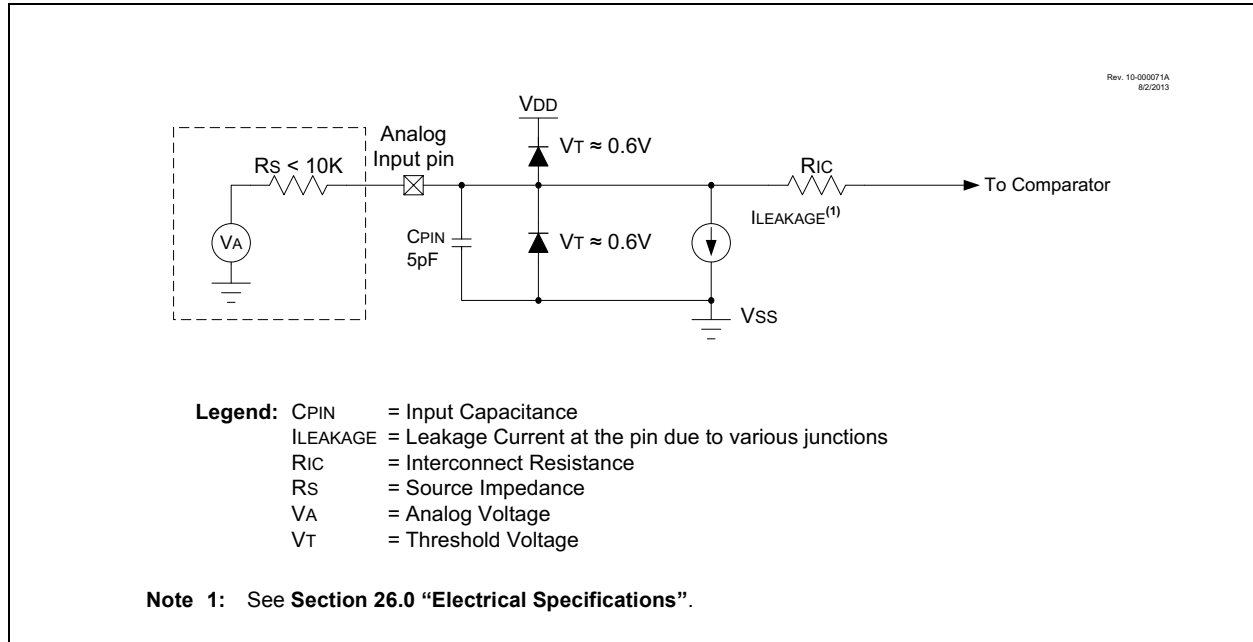 Rev. 10-000071A
8/2/2013
VDD
Analog
Input pin
VT ≈ 0.6V
RS < 10K
RIC
To Comparator
ILEAKAGE(1)
VA
CPIN
5pF
VT ≈ 0.6V
VSS
Legend: CPIN = Input Capacitance
ILEAKAGE = Leakage Current at the pin due to various junctions
RIC = Interconnect Resistance
RS = Source Impedance
VA = Analog Voltage
VT = Threshold Voltage
Note 1: See Section 26.0 “Electrical Specifications”.